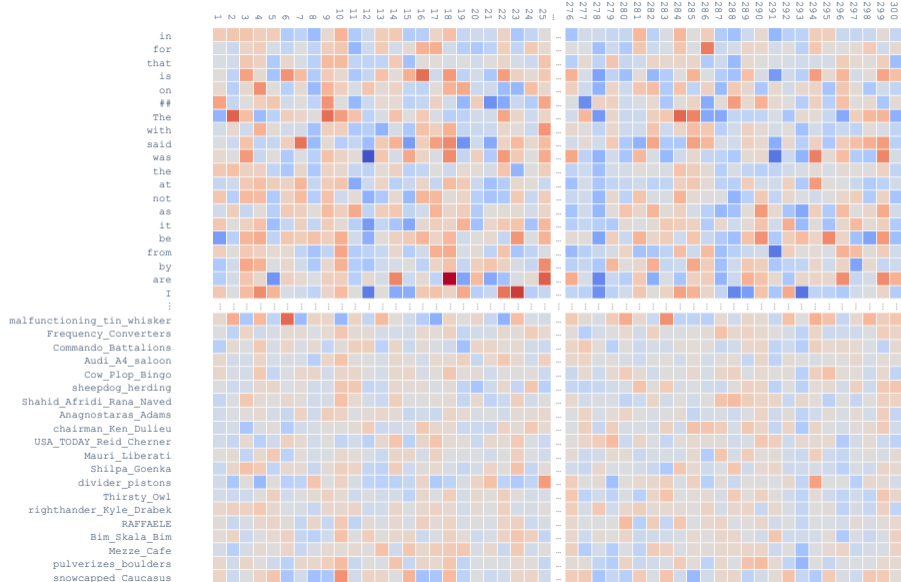 1 2 3 4 5 6 7 8 9 10 11 12 13 14 15 16 17 18 19 20 21 22 23 24 25 ... 276 277 278 279 280 281 282 283 284 285 286 287 288 289 290 291 292 293 294 295 296 297 298 299 300
in
for
that
is
on
##
The
with
said
was
the
at
not
as
it
be
from
by
are
I
malfunctioning_tin_whisker
Frequency_Converters
Commando_Battalions
Audi_A4_saloon
Cow_Plop_Bingo
sheepdog_herding
Shahid_Afridi_Rana_Naved
Anagnostaras_Adams
chairman_Ken_Dulieu
USA_TODAY_Reid_Cherner
Mauri_Liberati
Shilpa_Goenka
divider_pistons
Thirsty_Owl
righthander_Kyle_Drabek
RAFFAELE
Bim_Skala_Bim
Mezze_Cafe
pulverizes_boulders
snowcapped_Caucasus